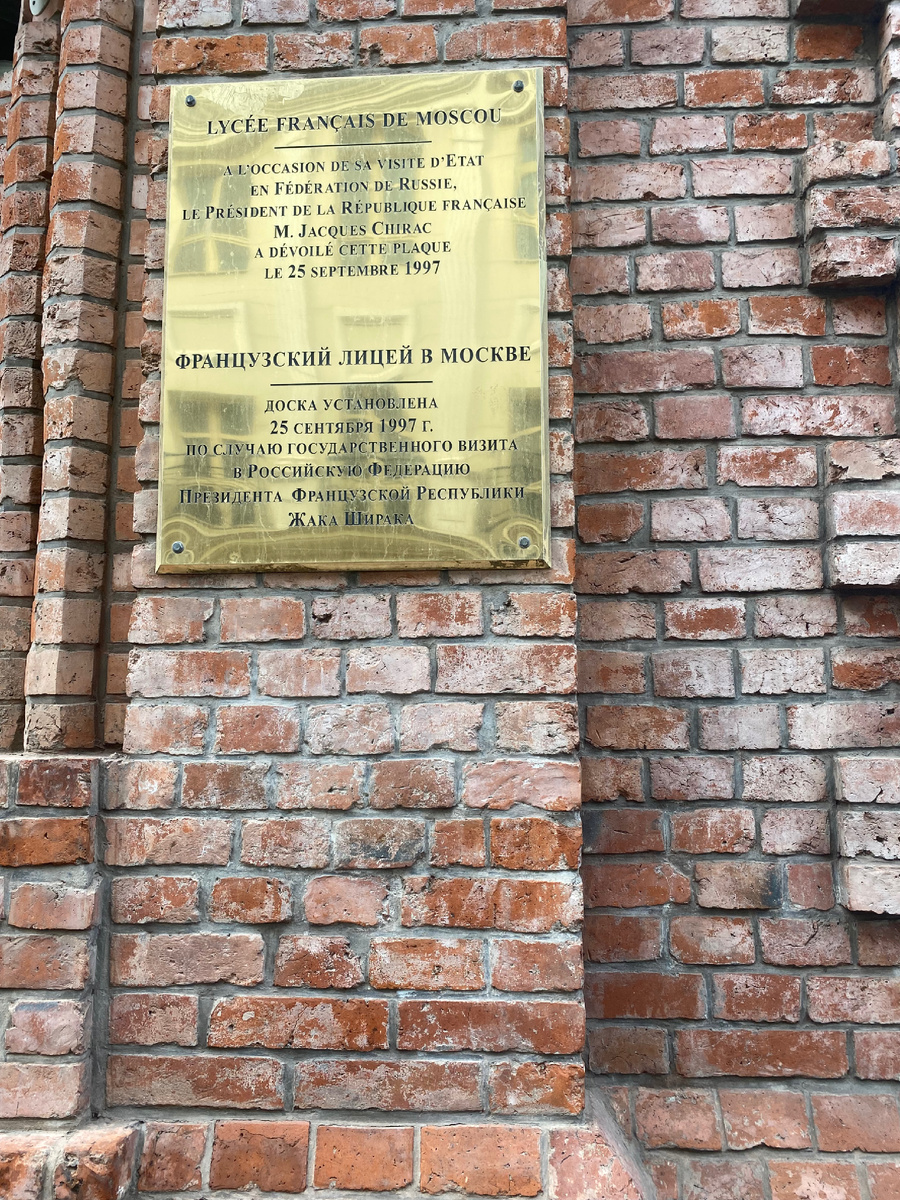 LYCÉE FRANÇAIS DE MOSCOU
A L'OCCASION DE SA VISITE D'ETAT
EN FÉDÉRATION DE RUSSIE,
LE PRÉSIDENT DE LA RÉPUBLIQUE FRANÇAISE
M. JACQUES CHIRAC
A DÉVOILÉ CETTE PLAQUE
LE 25 SEPTEMBRE 1997
ФРАНЦУЗСКИЙ ЛИЦЕЙ В МОСКВЕ
ДОСКА УСТАНОВЛЕНА
25 СЕНТЯБРЯ 1997 Г.
ПО СЛУЧАЮ ГОСУДАРСТВЕННОГО ВИЗИТА
В РОССИЙСКУЮ ФЕДЕРАЦИЮ
ПРЕЗИДЕНТА ФРАНЦУЗСКОЙ РЕСПУБЛИКИ
ЖАКА ШИРАКА